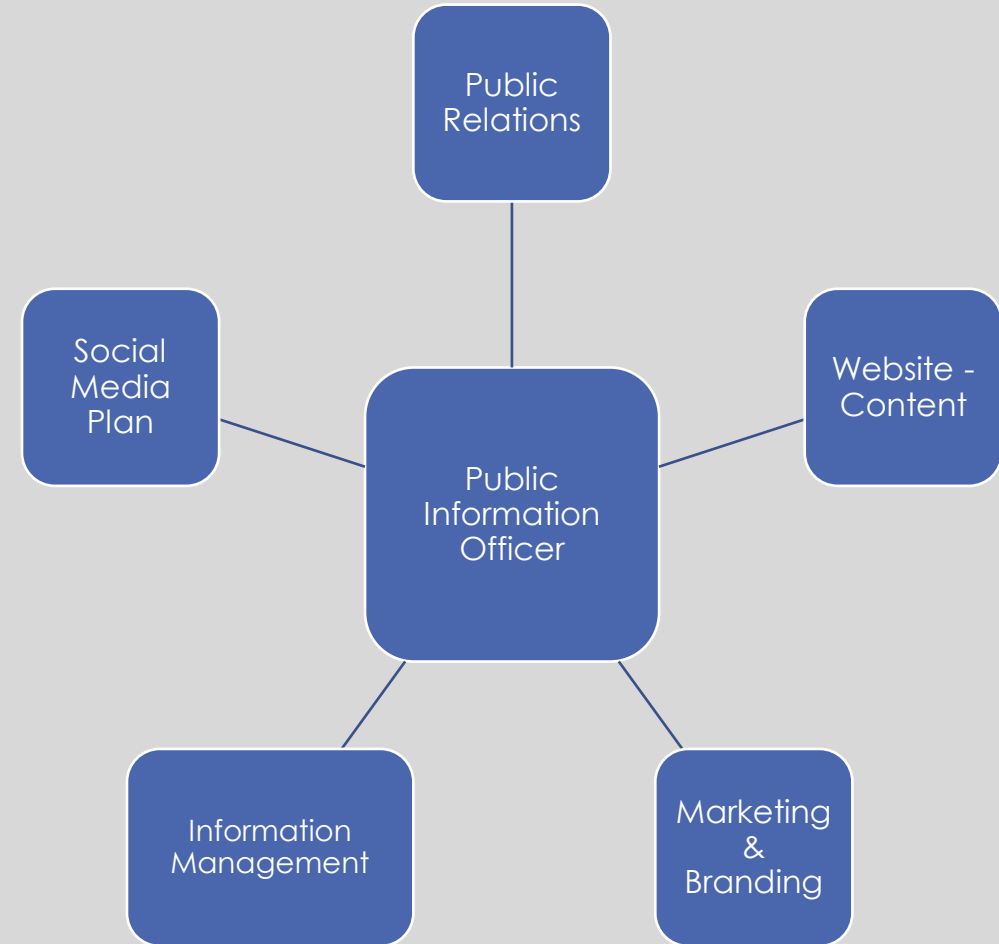 Public
Relations
Social
Media
Plan
Website -
Content
Public
Information
Officer
Information
Management
Marketing
&
Branding